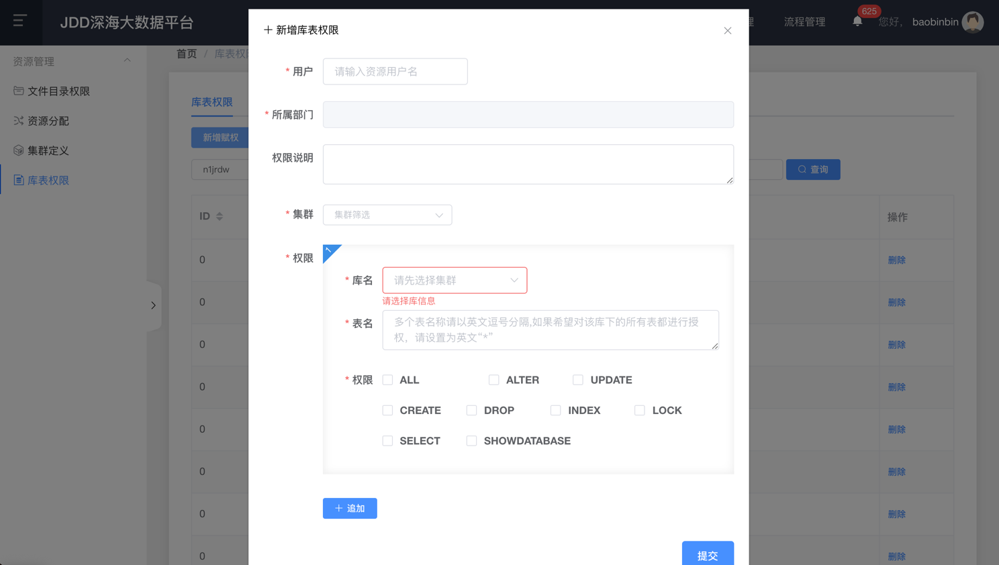 JDD深海大数据平台
流程管理
625
您好，
baobinbin
资源管理
文件目录权限
资源分配
集群定义
库表权限
首页 / 库表权
库表权限
新增赋权
n1jrdw
查询
ID
操作
0
删除
0
删除
0
删除
0
删除
0
删除
0
删除
0
删除
0
删除
新增库表权限
* 用户
请输入资源用户名
* 所属部门
权限说明
* 集群
集群筛选
* 权限
1
* 库名
请先选择集群
请选择库信息
* 表名
多个表名称请以英文逗号分隔,如果希望对该库下的所有表都进行授
权，请设置为英文“*”
* 权限
ALL ALTER UPDATE
CREATE DROP INDEX LOCK
SELECT SHOWDATABASE
追加
提交